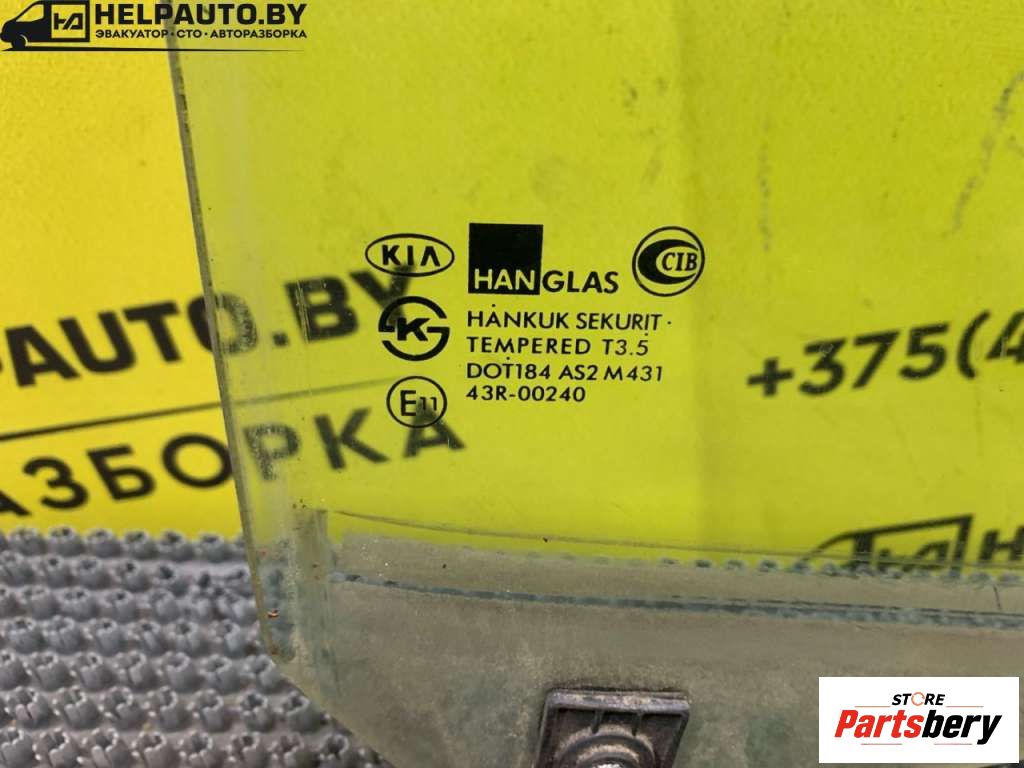 HELPAUTO.BY
ЭВАКУАТОР • СТО • АВТОРАЗБОРКА
KIA
HANGLAS
CIB
K
HANKUK SEKURIT
TEMPERED T3.5
DOT184 AS2 M431
43R-00240
E11
AUTO.BY
РАЗБОРКА
+375(4
STORE
Partsbery